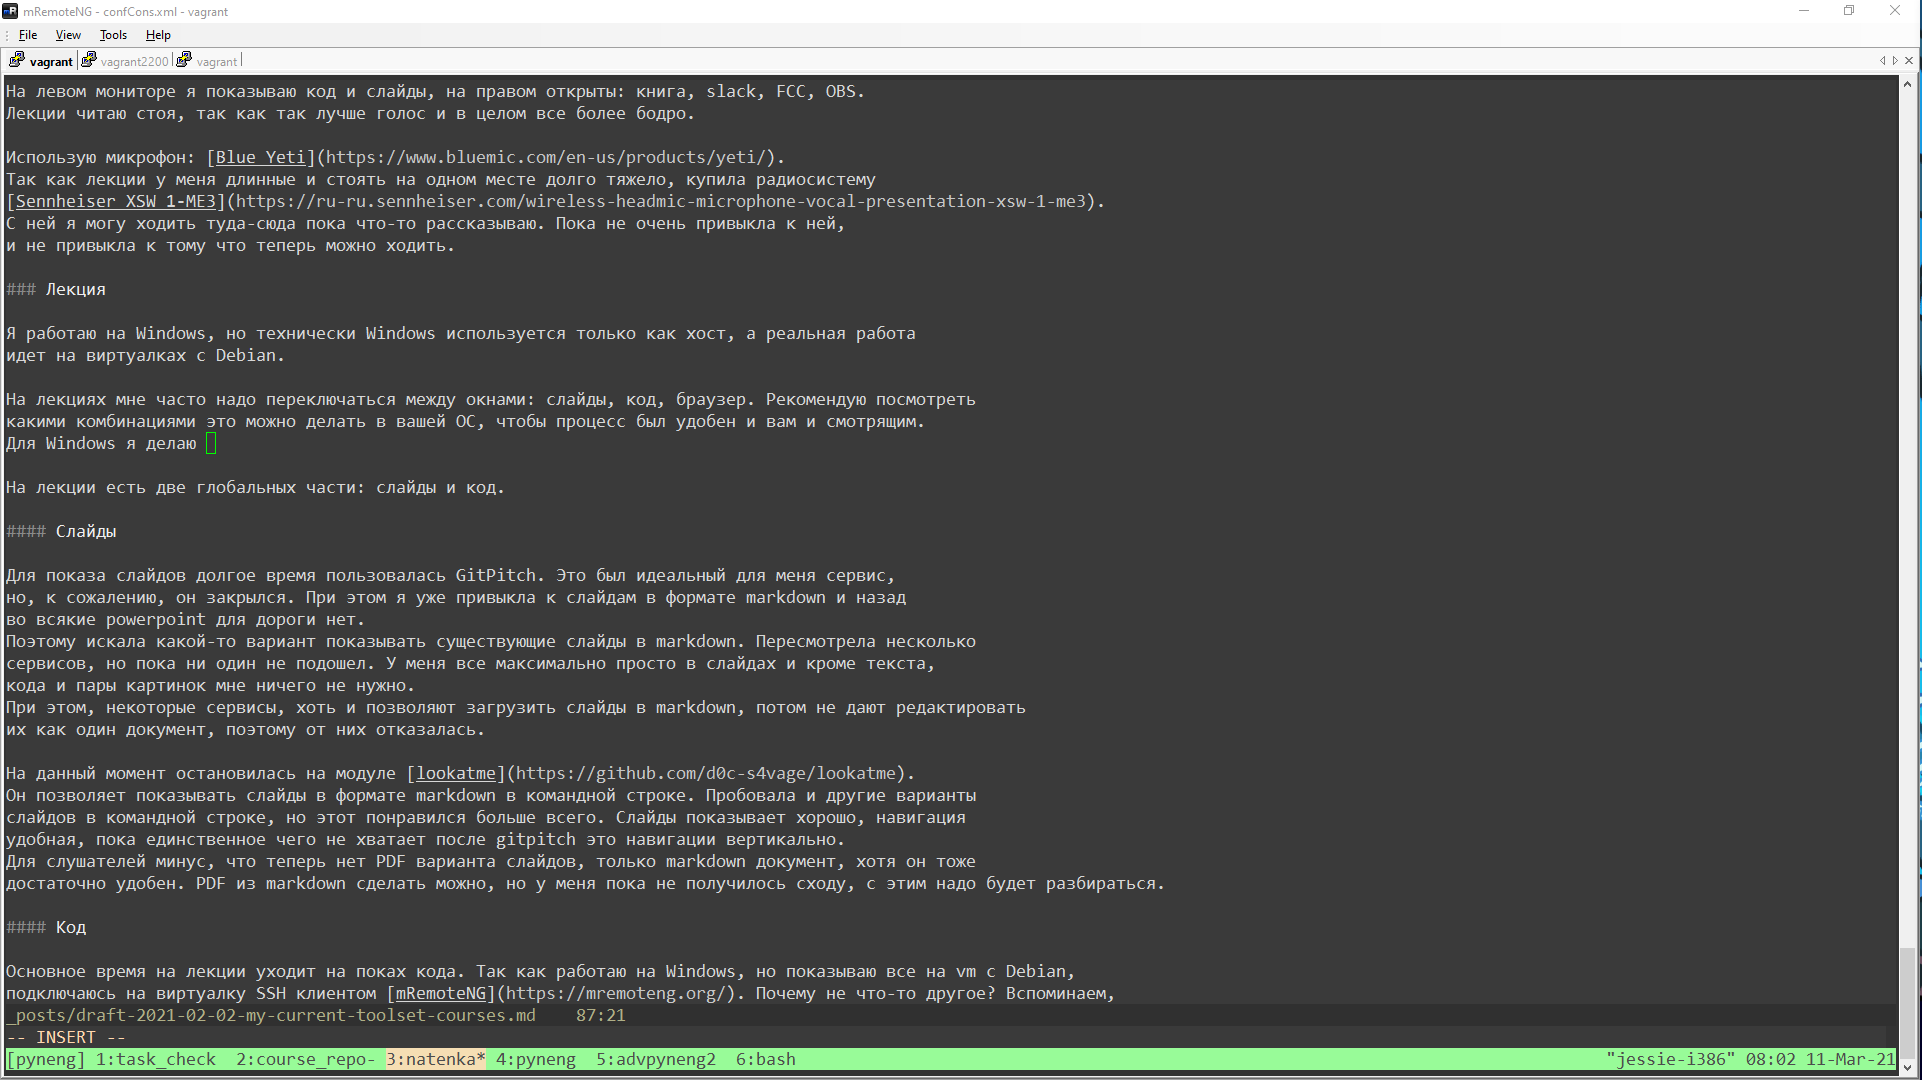 mRemoteNG - confCons.xml - vagrant
File View Tools Help
vagrant vagrant2200 vagrant
На левом мониторе я показываю код и слайды, на правом открыты: книга, slack, FCC, OBS.
Лекции читаю стоя, так как так лучше голос и в целом все более бодро.
Использую микрофон: [Blue Yeti](https://www.bluemic.com/en-us/products/yeti/).
Так как лекции у меня длинные и стоять на одном месте долго тяжело, купила радиосистему
[Sennheiser XSW 1-ME3](https://ru-ru.sennheiser.com/wireless-headmic-microphone-vocal-presentation-xsw-1-me3).
С ней я могу ходить туда-сюда пока что-то рассказываю. Пока не очень привыкла к ней,
и не привыкла к тому что теперь можно ходить.
### Лекция
Я работаю на Windows, но технически Windows используется только как хост, а реальная работа
идет на виртуалках с Debian.
На лекциях мне часто надо переключаться между окнами: слайды, код, браузер. Рекомендую посмотреть
какими комбинациями это можно делать в вашей ОС, чтобы процесс был удобен и вам и смотрящим.
Для Windows я делаю
На лекции есть две глобальных части: слайды и код.
#### Слайды
Для показа слайдов долгое время пользовалась GitPitch. Это был идеальный для меня сервис,
но, к сожалению, он закрылся. При этом я уже привыкла к слайдам в формате markdown и назад
во всякие powerpoint для дороги нет.
Поэтому искала какой-то вариант показывать существующие слайды в markdown. Пересмотрела несколько
сервисов, но пока ни один не подошел. У меня все максимально просто в слайдах и кроме текста,
кода и пары картинок мне ничего не нужно.
При этом, некоторые сервисы, хоть и позволяют загрузить слайды в markdown, потом не дают редактировать
их как один документ, поэтому от них отказалась.
На данный момент остановилась на модуле [lookatme](https://github.com/d0c-s4vage/lookatme).
Он позволяет показывать слайды в формате markdown в командной строке. Пробовала и другие варианты
слайдов в командной строке, но этот понравился больше всего. Слайды показывает хорошо, навигация
удобная, пока единственное чего не хватает после gitpitch это навигации вертикально.
Для слушателей минус, что теперь нет PDF варианта слайдов, только markdown документ, хотя он тоже
достаточно удобен. PDF из markdown сделать можно, но у меня пока не получилось сходу, с этим надо будет разбираться.
#### Код
Основное время на лекции уходит на поках кода. Так как работаю на Windows, но показываю все на vm с Debian,
подключаюсь на виртуалку SSH клиентом [mRemoteNG](https://mremoteng.org/). Почему не что-то другое? Вспоминаем,
_posts/draft-2021-02-02-my-current-toolset-courses.md 87:21
-- INSERT --
[pyneng] 1:task_check 2:course_repo- 3:natenka* 4:pyneng 5:advpyneng2 6:bash "jessie-i386" 08:02 11-Mar-21